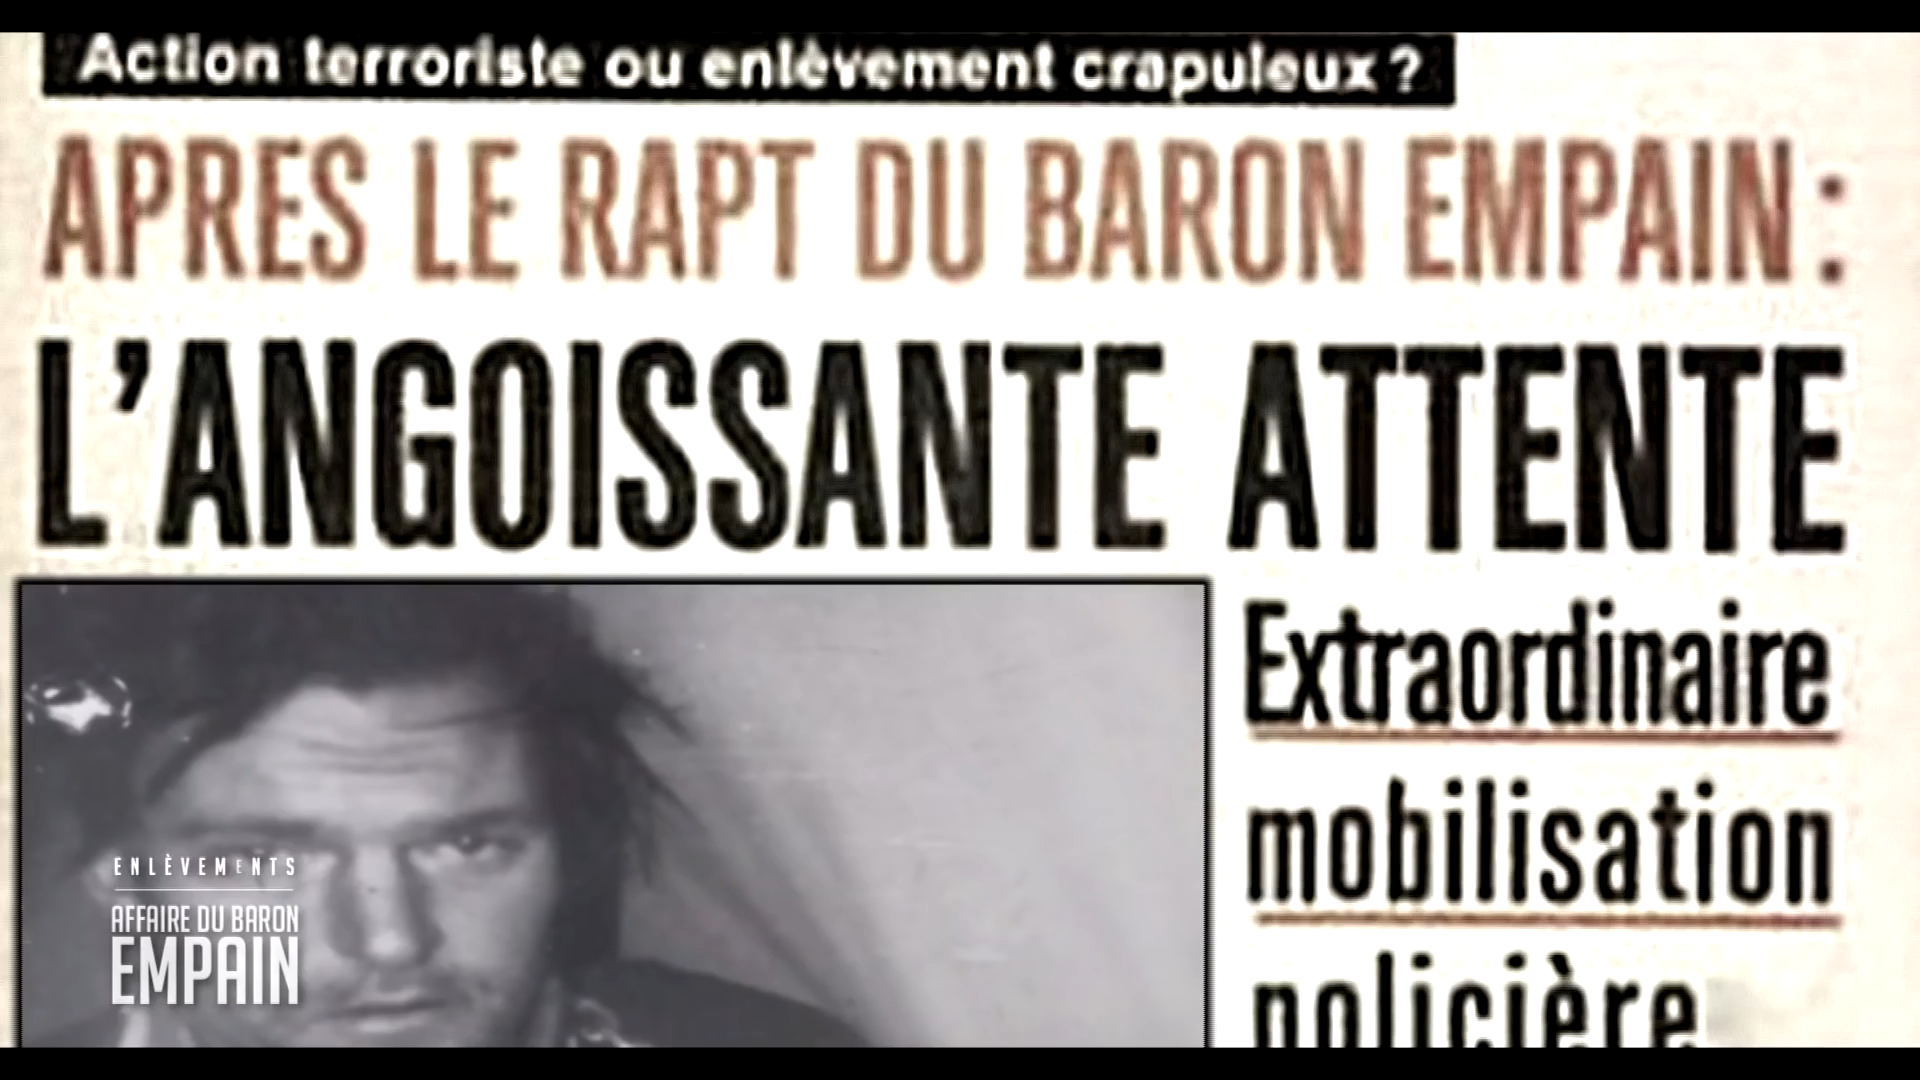 Action terroriste ou enlèvement crapuleux ?
APRES LE RAPT DU BARON EMPAIN :
L'ANGOISSANTE ATTENTE
Extraordinaire
mobilisation
policière
ENLÈVEMENTS
AFFAIRE DU BARON
EMPAIN